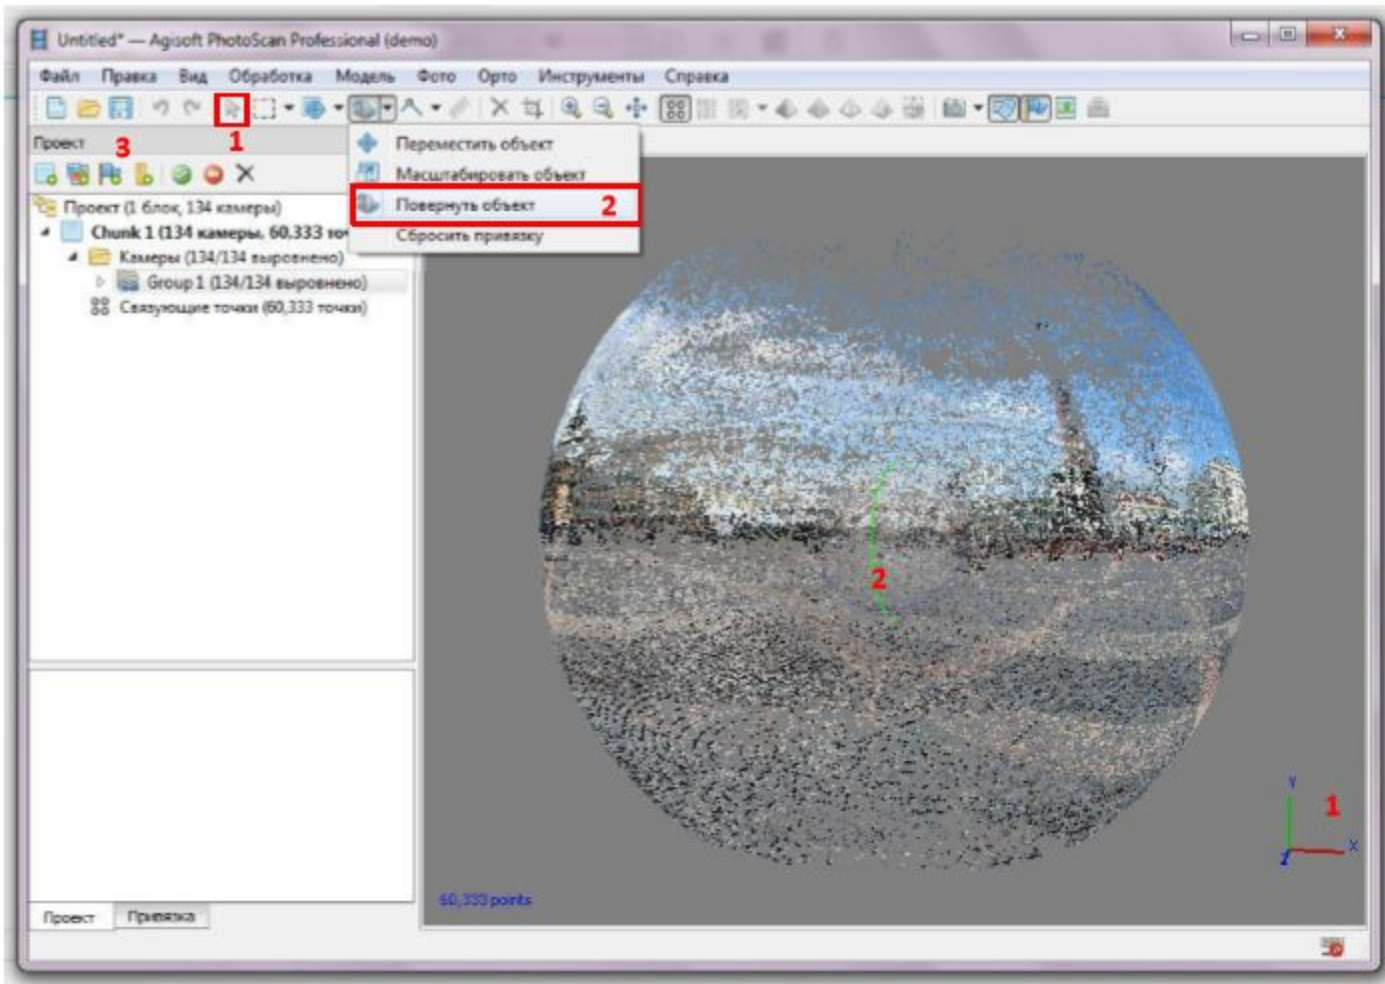 Untitled* — Agisoft PhotoScan Professional (demo)
Файл Правка Вид Обработка Модель Фото Орто Инструменты Справка
1
Проект
3
Переместить объект
Масштабировать объект
Повернуть объект 2
Сбросить привязку
Проект (1 блок, 134 камеры)
Chunk 1 (134 камеры, 60,333 точ
Камеры (134/134 выровнено)
Group 1 (134/134 выровнено)
Связующие точки (60,333 точки)
2
Y
1
X
Z
60,333 points
Проект Привязка